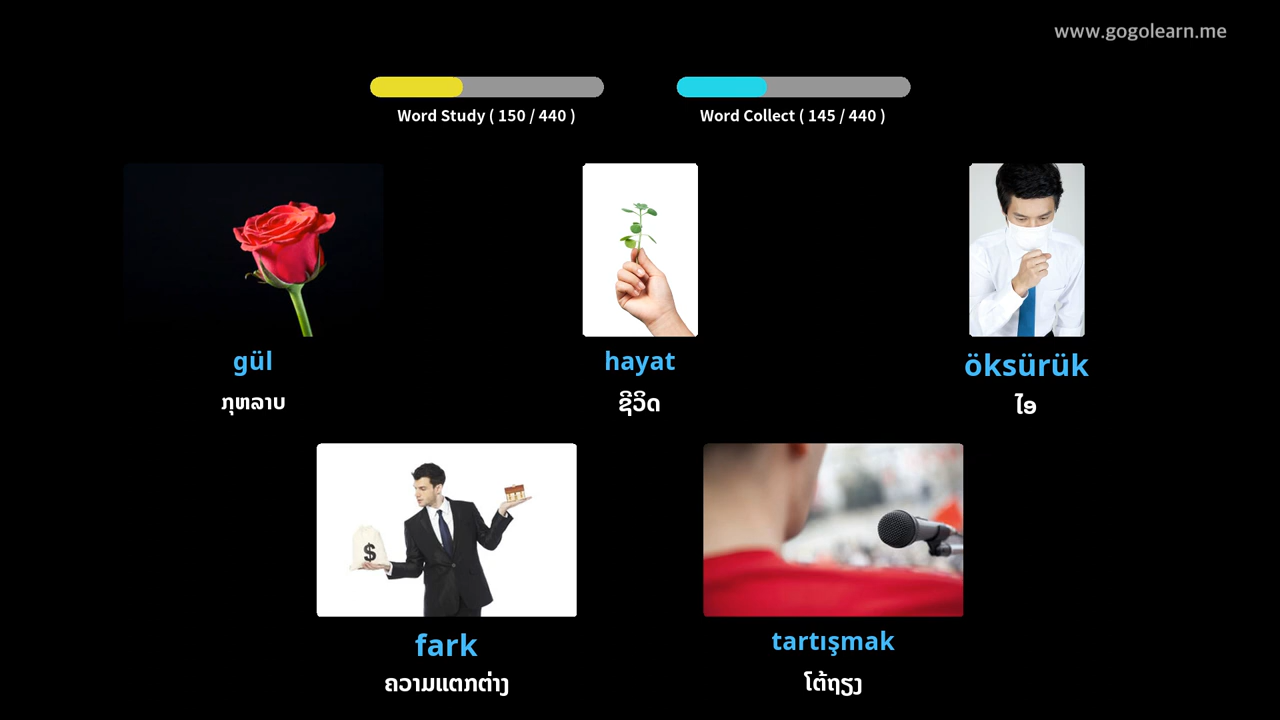 www.gogolearn.me
Word Study ( 150 / 440 )
Word Collect ( 145 / 440 )
gül
ກຸຫລາບ
hayat
ຊີວິດ
öksürük
ໄອ
$
fark
ຄວາມແຕກຕ່າງ
tartışmak
ໂຕ້ຖຽງ